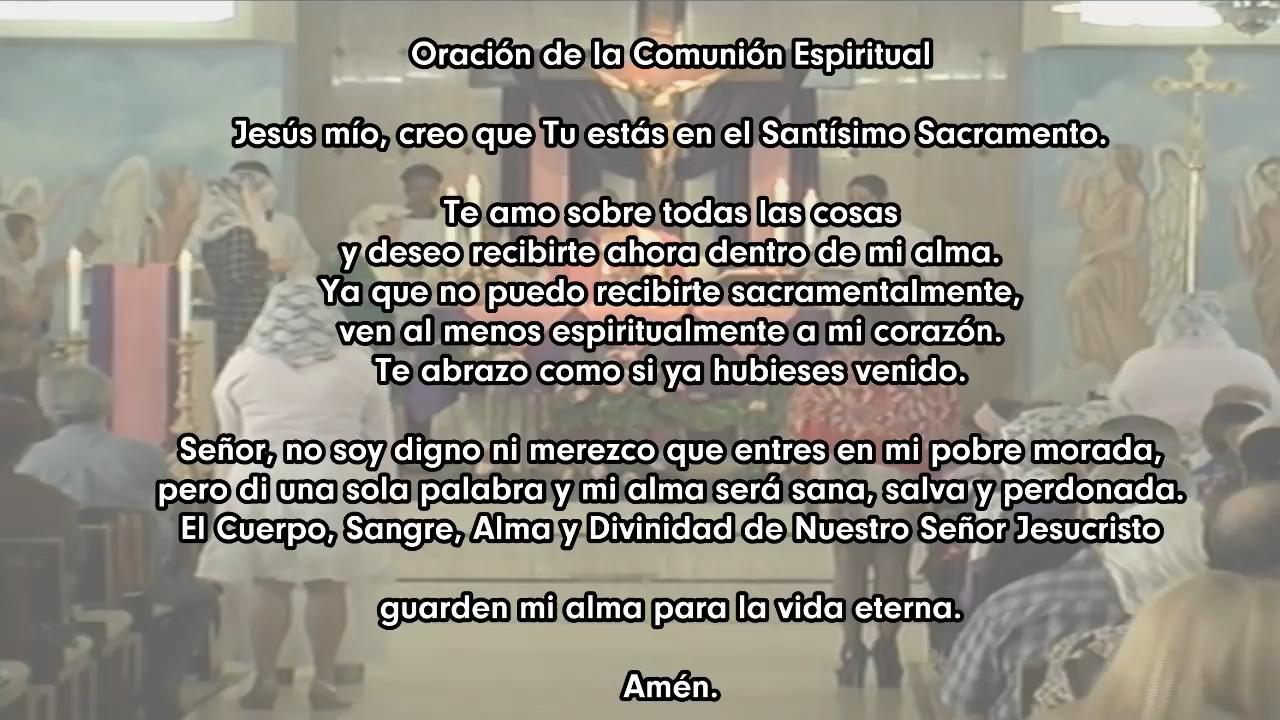 Oración de la Comunión Espiritual
Jesús mío, creo que Tu estás en el Santísimo Sacramento.
Te amo sobre todas las cosas
y deseo recibirte ahora dentro de mi alma.
Ya que no puedo recibirte sacramentalmente,
ven al menos espiritualmente a mi corazón.
Te abrazo como si ya hubieses venido.
Señor, no soy digno ni merezco que entres en mi pobre morada,
pero di una sola palabra y mi alma será sana, salva y perdonada.
El Cuerpo, Sangre, Alma y Divinidad de Nuestro Señor Jesucristo
guarden mi alma para la vida eterna.
Amén.